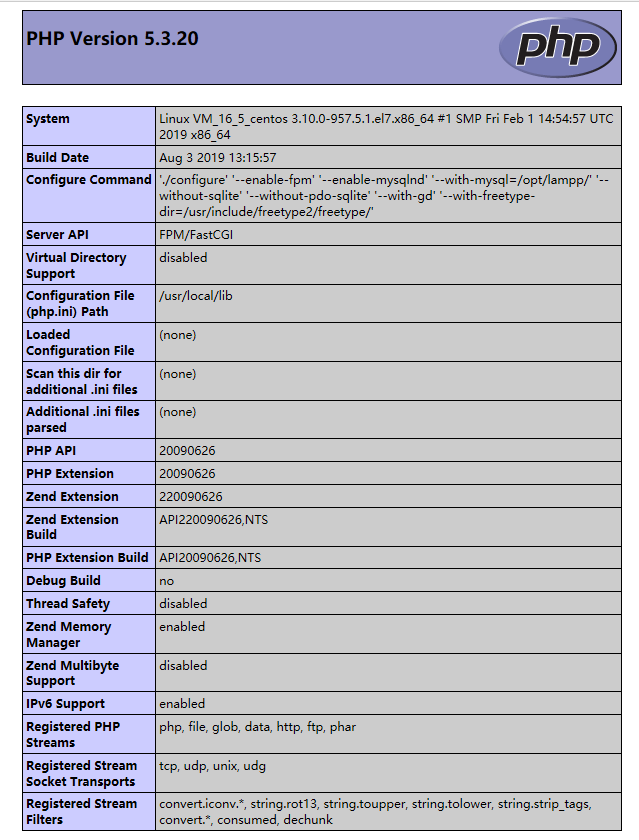 PHP Version 5.3.20
php
System
Linux VM_16_5_centos 3.10.0-957.5.1.el7.x86_64 #1 SMP Fri Feb 1 14:54:57 UTC
2019 x86_64
Build Date
Aug 3 2019 13:15:57
Configure Command
'./configure' '--enable-fpm' '--enable-mysqlnd' '--with-mysql=/opt/lampp/' '--
without-sqlite' '--without-pdo-sqlite' '--with-gd' '--with-freetype-
dir=/usr/include/freetype2/freetype/'
Server API
FPM/FastCGI
Virtual Directory
Support
disabled
Configuration File
(php.ini) Path
/usr/local/lib
Loaded
Configuration File
(none)
Scan this dir for
additional .ini files
(none)
Additional .ini files
parsed
(none)
PHP API
20090626
PHP Extension
20090626
Zend Extension
220090626
Zend Extension
Build
API220090626,NTS
PHP Extension Build
API20090626,NTS
Debug Build
no
Thread Safety
disabled
Zend Memory
Manager
enabled
Zend Multibyte
Support
disabled
IPv6 Support
enabled
Registered PHP
Streams
php, file, glob, data, http, ftp, phar
Registered Stream
Socket Transports
tcp, udp, unix, udg
Registered Stream
Filters
convert.iconv.*, string.rot13, string.toupper, string.tolower, string.strip_tags,
convert.*, consumed, dechunk